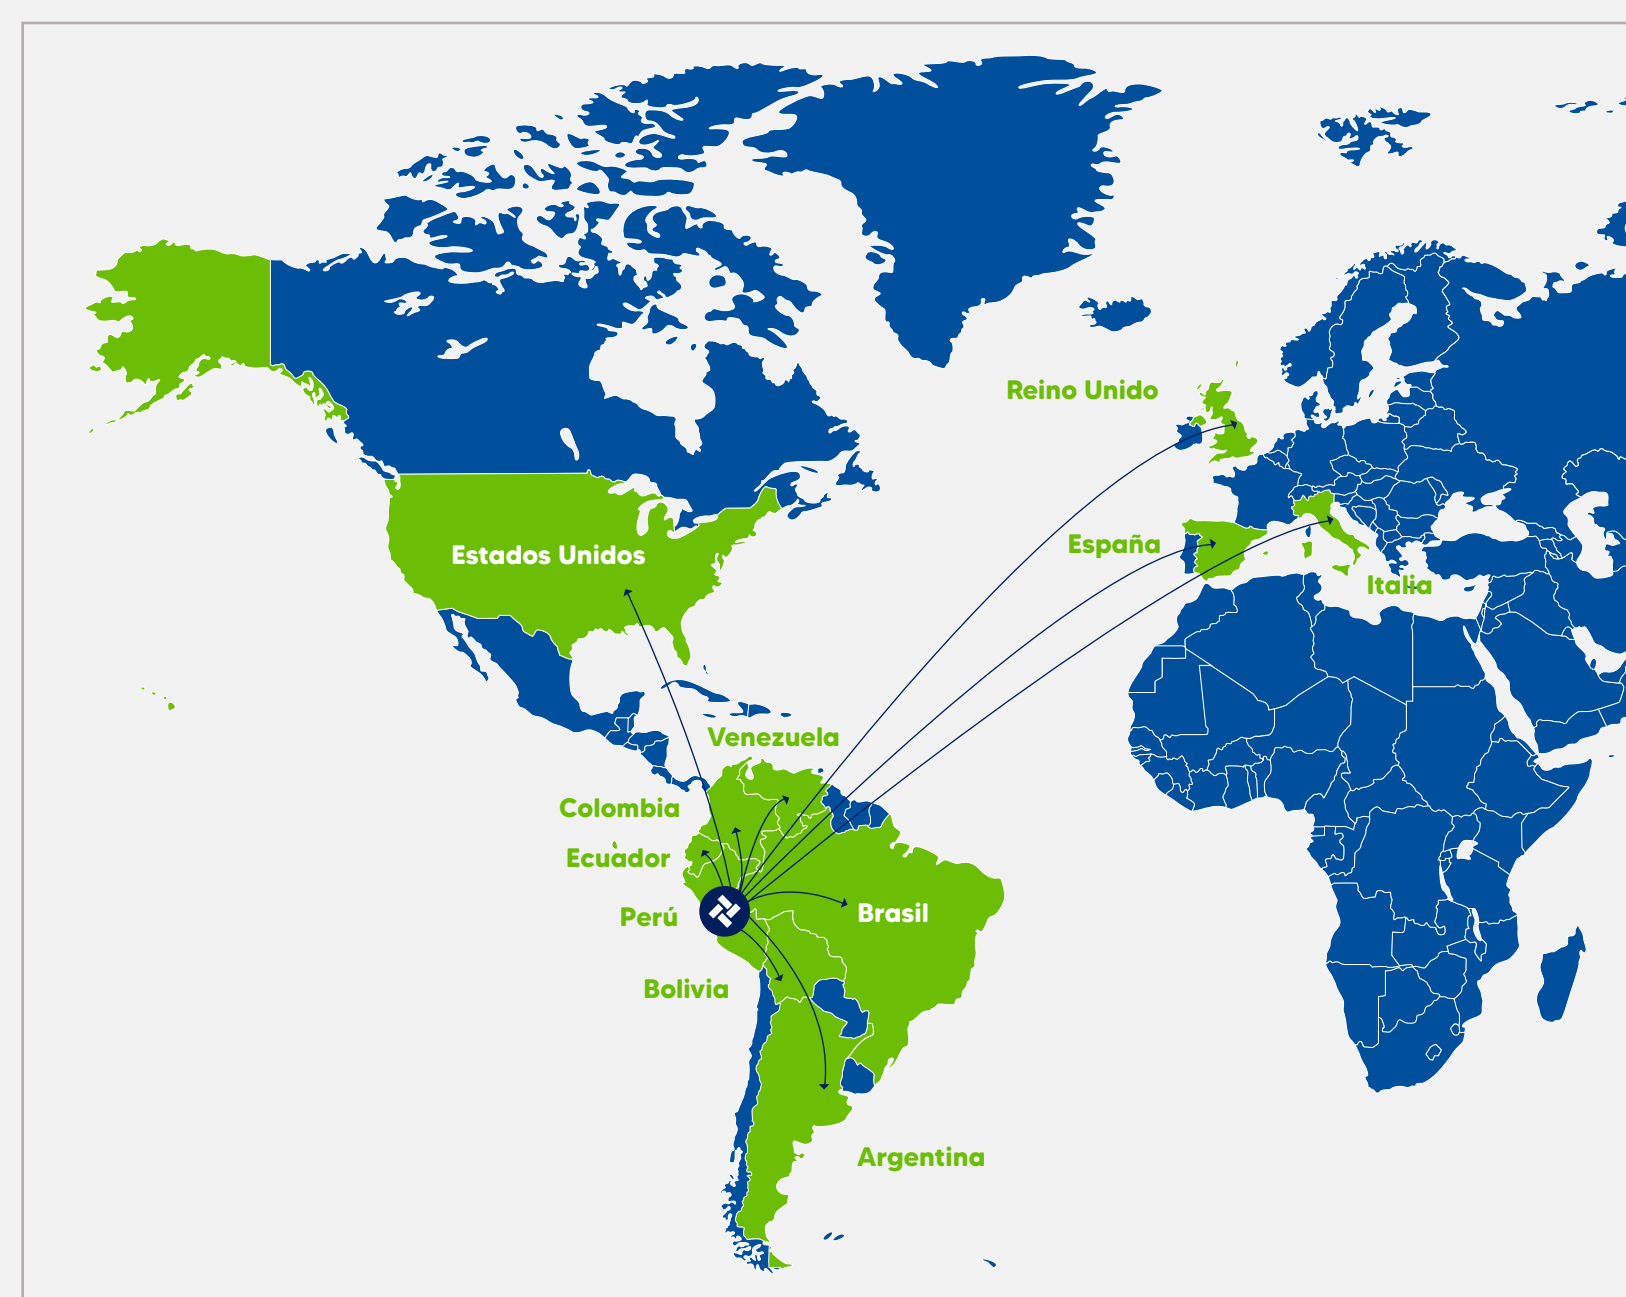 Reino Unido
España
Estados Unidos
Italia
Venezuela
Colombia
Ecuador
Perú
Brasil
Bolivia
Argentina